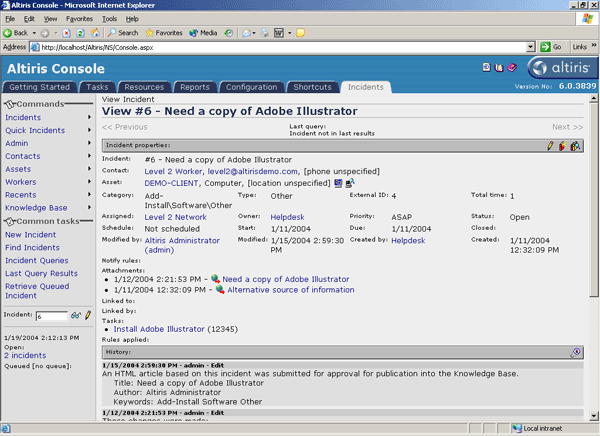 Altiris Console - Microsoft Internet Explorer
File Edit View Favorites Tools Help
Back Search Favorites Media
Address http://localhost/Altiris/NS/Console.aspx Go Links »
Altiris Console
altiris
Getting Started Tasks Resources Reports Configuration Shortcuts Incidents
Version No: 6.0.3839
Commands
Incidents
Quick Incidents
Admin
Contacts
Assets
Workers
Recents
Knowledge Base
Common tasks
New Incident
Find Incidents
Incident Queries
Last Query Results
Retrieve Queued
Incident
Incident: 6
1/19/2004 2:12:13
PM
Open:
2 incidents
Queued [no queue]:
View Incident
View #6 - Need a copy of Adobe Illustrator
<< Previous
Last query:
Incident not in last results
Next >>
Incident properties:
Incident: #6 - Need a copy of Adobe Illustrator
Contact: Level 2 Worker, level2@altirisdemo.com, [phone unspecified]
Asset: DEMO-CLIENT, Computer, [location unspecified]
Category: Add-Install\Software\Other Type: Other External ID: 4 Total time: 1
Assigned: Level 2 Network Owner: Helpdesk Priority: ASAP Status: Open
Schedule: Not scheduled Start: 1/11/2004 Due: 1/11/2004 Closed:
Modified by: Altiris Administrator (admin) Modified: 1/15/2004 2:59:30 PM Created by: Helpdesk Created: 1/11/2004 12:32:09 PM
Notify rules:
Attachments:
• 1/12/2004 2:21:53 PM - Need a copy of Adobe Illustrator
• 1/11/2004 12:32:09 PM - Alternative source of information
Linked to:
Linked by:
Tasks:
• Install Adobe Illustrator (12345)
Rules applied:
History:
1/15/2004 2:59:30 PM - admin - Edit
An HTML article based on this incident was submitted for approval for publication into the Knowledge Base.
Title: Need a copy of Adobe Illustrator
Author: Altiris Administrator
Keywords: Add-Install Software Other
1/12/2004 2:21:53 PM - admin - Edit
These changes were made:
Local intranet